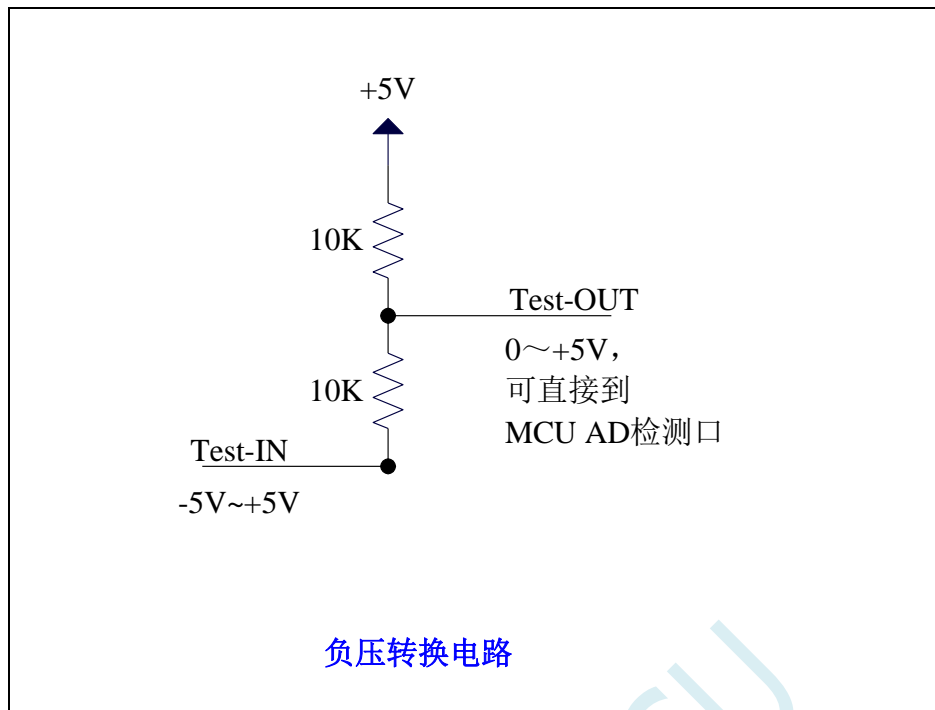 +5V
10K
Test-OUT
0～+5V，
可直接到
MCU AD检测口
10K
Test-IN
-5V~+5V
负压转换电路